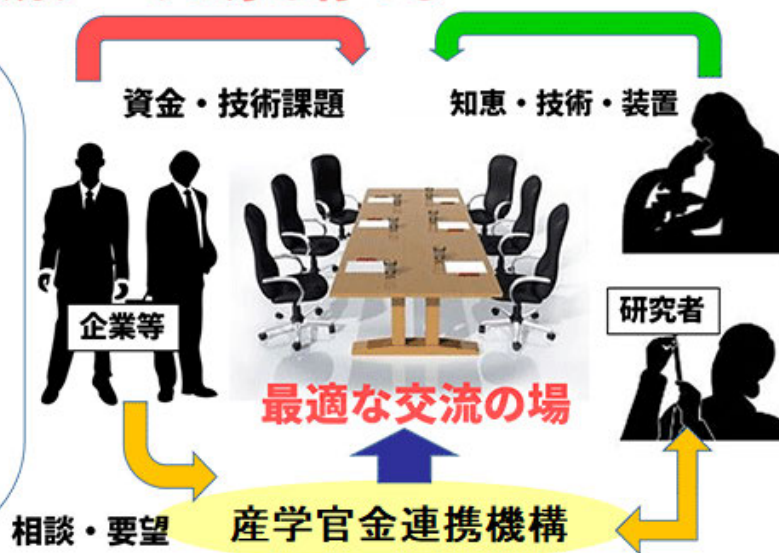 資金・技術課題
知恵・技術・装置
企業等
研究者
最適な交流の場
相談・要望
産学官金連携機構